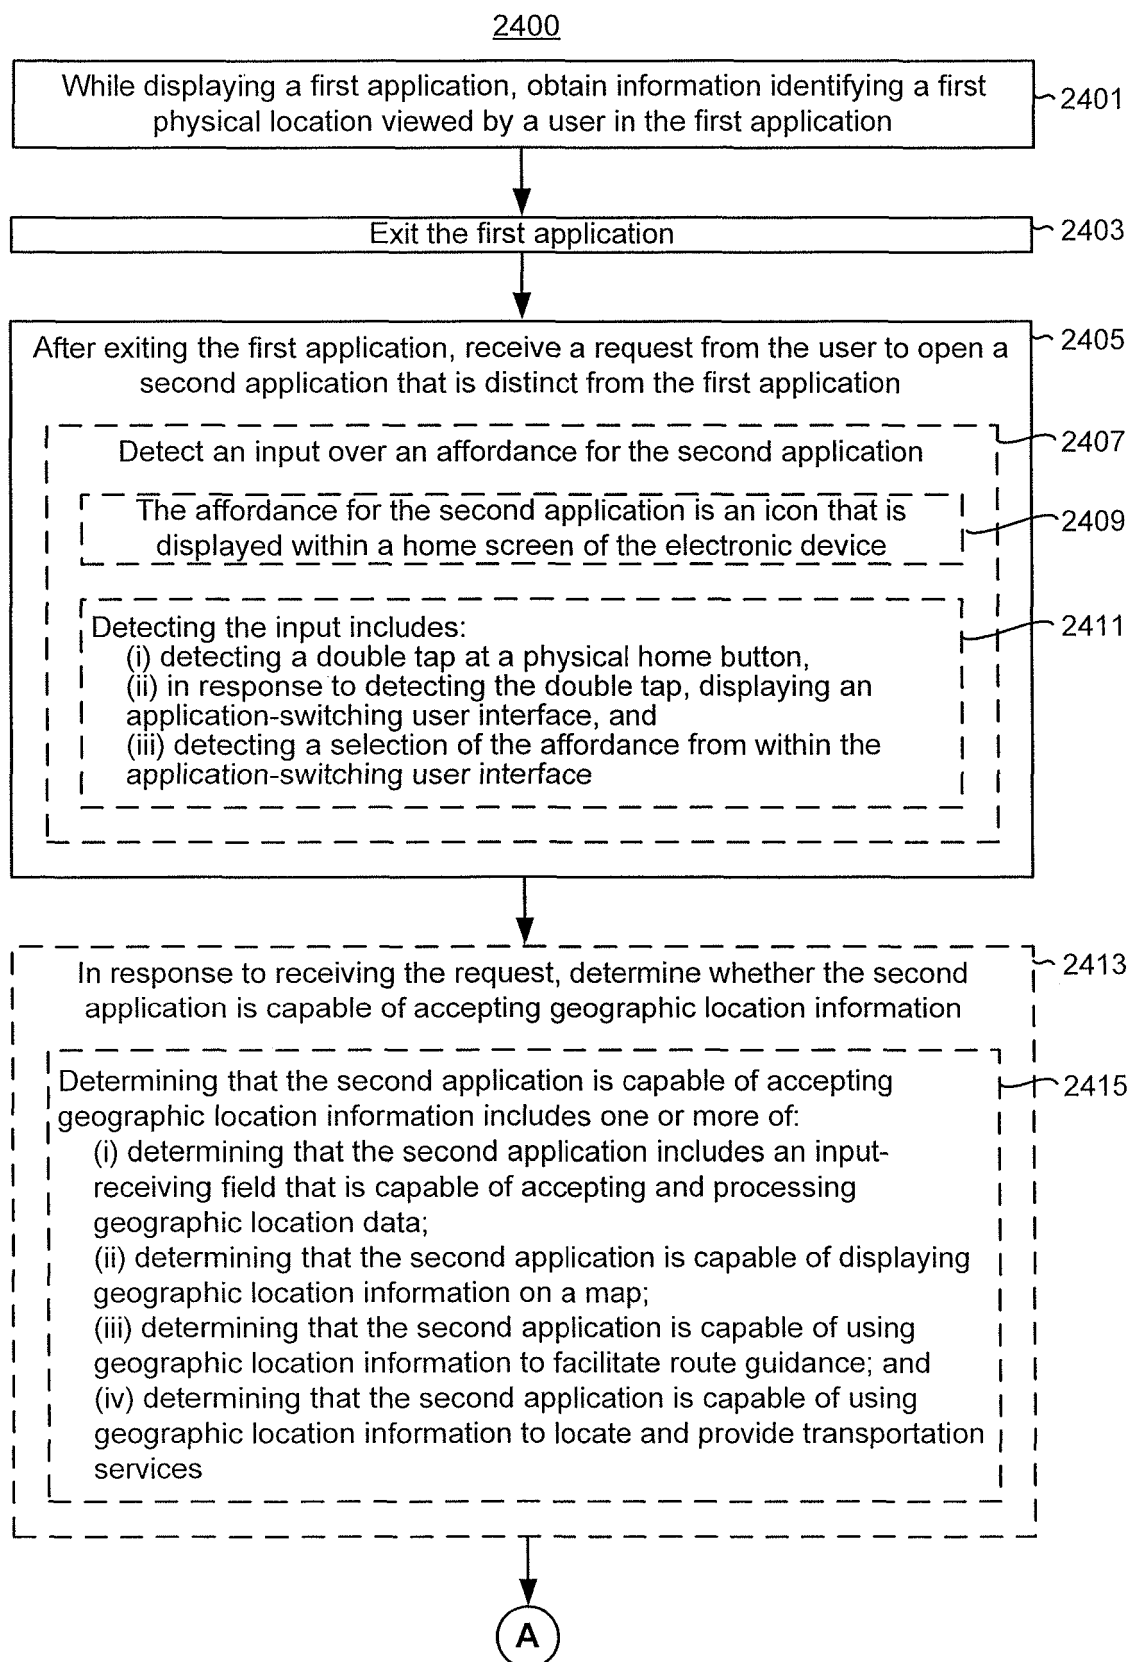 2400
While displaying a first application, obtain information identifying a first
physical location viewed by a user in the first application
2401
Exit the first application
2403
After exiting the first application, receive a request from the user to open a
second application that is distinct from the first application
2405
Detect an input over an affordance for the second application
2407
The affordance for the second application is an icon that is
displayed within a home screen of the electronic device
2409
Detecting the input includes:
(i) detecting a double tap at a physical home button,
(ii) in response to detecting the double tap, displaying an
application-switching user interface, and
(iii) detecting a selection of the affordance from within the
application-switching user interface
2411
In response to receiving the request, determine whether the second
application is capable of accepting geographic location information
2413
Determining that the second application is capable of accepting
geographic location information includes one or more of:
(i) determining that the second application includes an input-
receiving field that is capable of accepting and processing
geographic location data;
(ii) determining that the second application is capable of displaying
geographic location information on a map;
(iii) determining that the second application is capable of using
geographic location information to facilitate route guidance; and
(iv) determining that the second application is capable of using
geographic location information to locate and provide transportation
services
2415
A